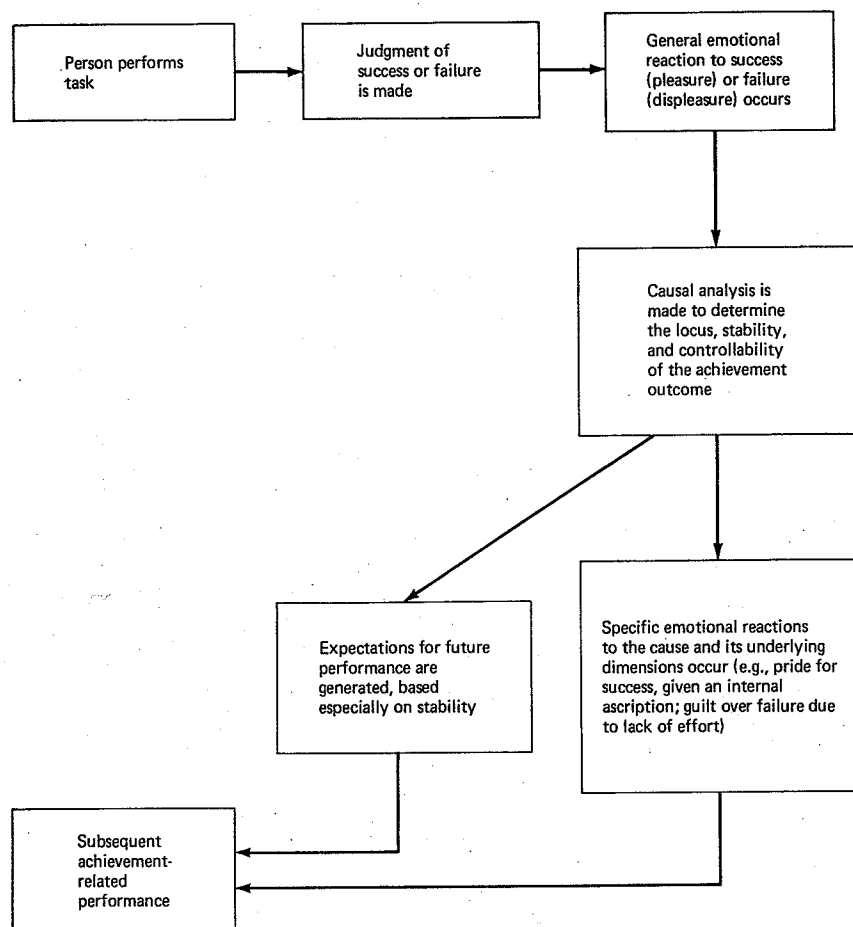 Person performs
task
Judgment of
success or failure
is made
General emotional
reaction to success
(pleasure) or failure
(displeasure) occurs
Causal analysis is
made to determine
the locus, stability,
and controllability
of the achievement
outcome
Expectations for future
performance are
generated, based
especially on stability
Specific emotional reactions
to the cause and its underlying
dimensions occur (e.g., pride for
success, given an internal
ascription; guilt over failure due
to lack of effort)
Subsequent
achievement-
related
performance